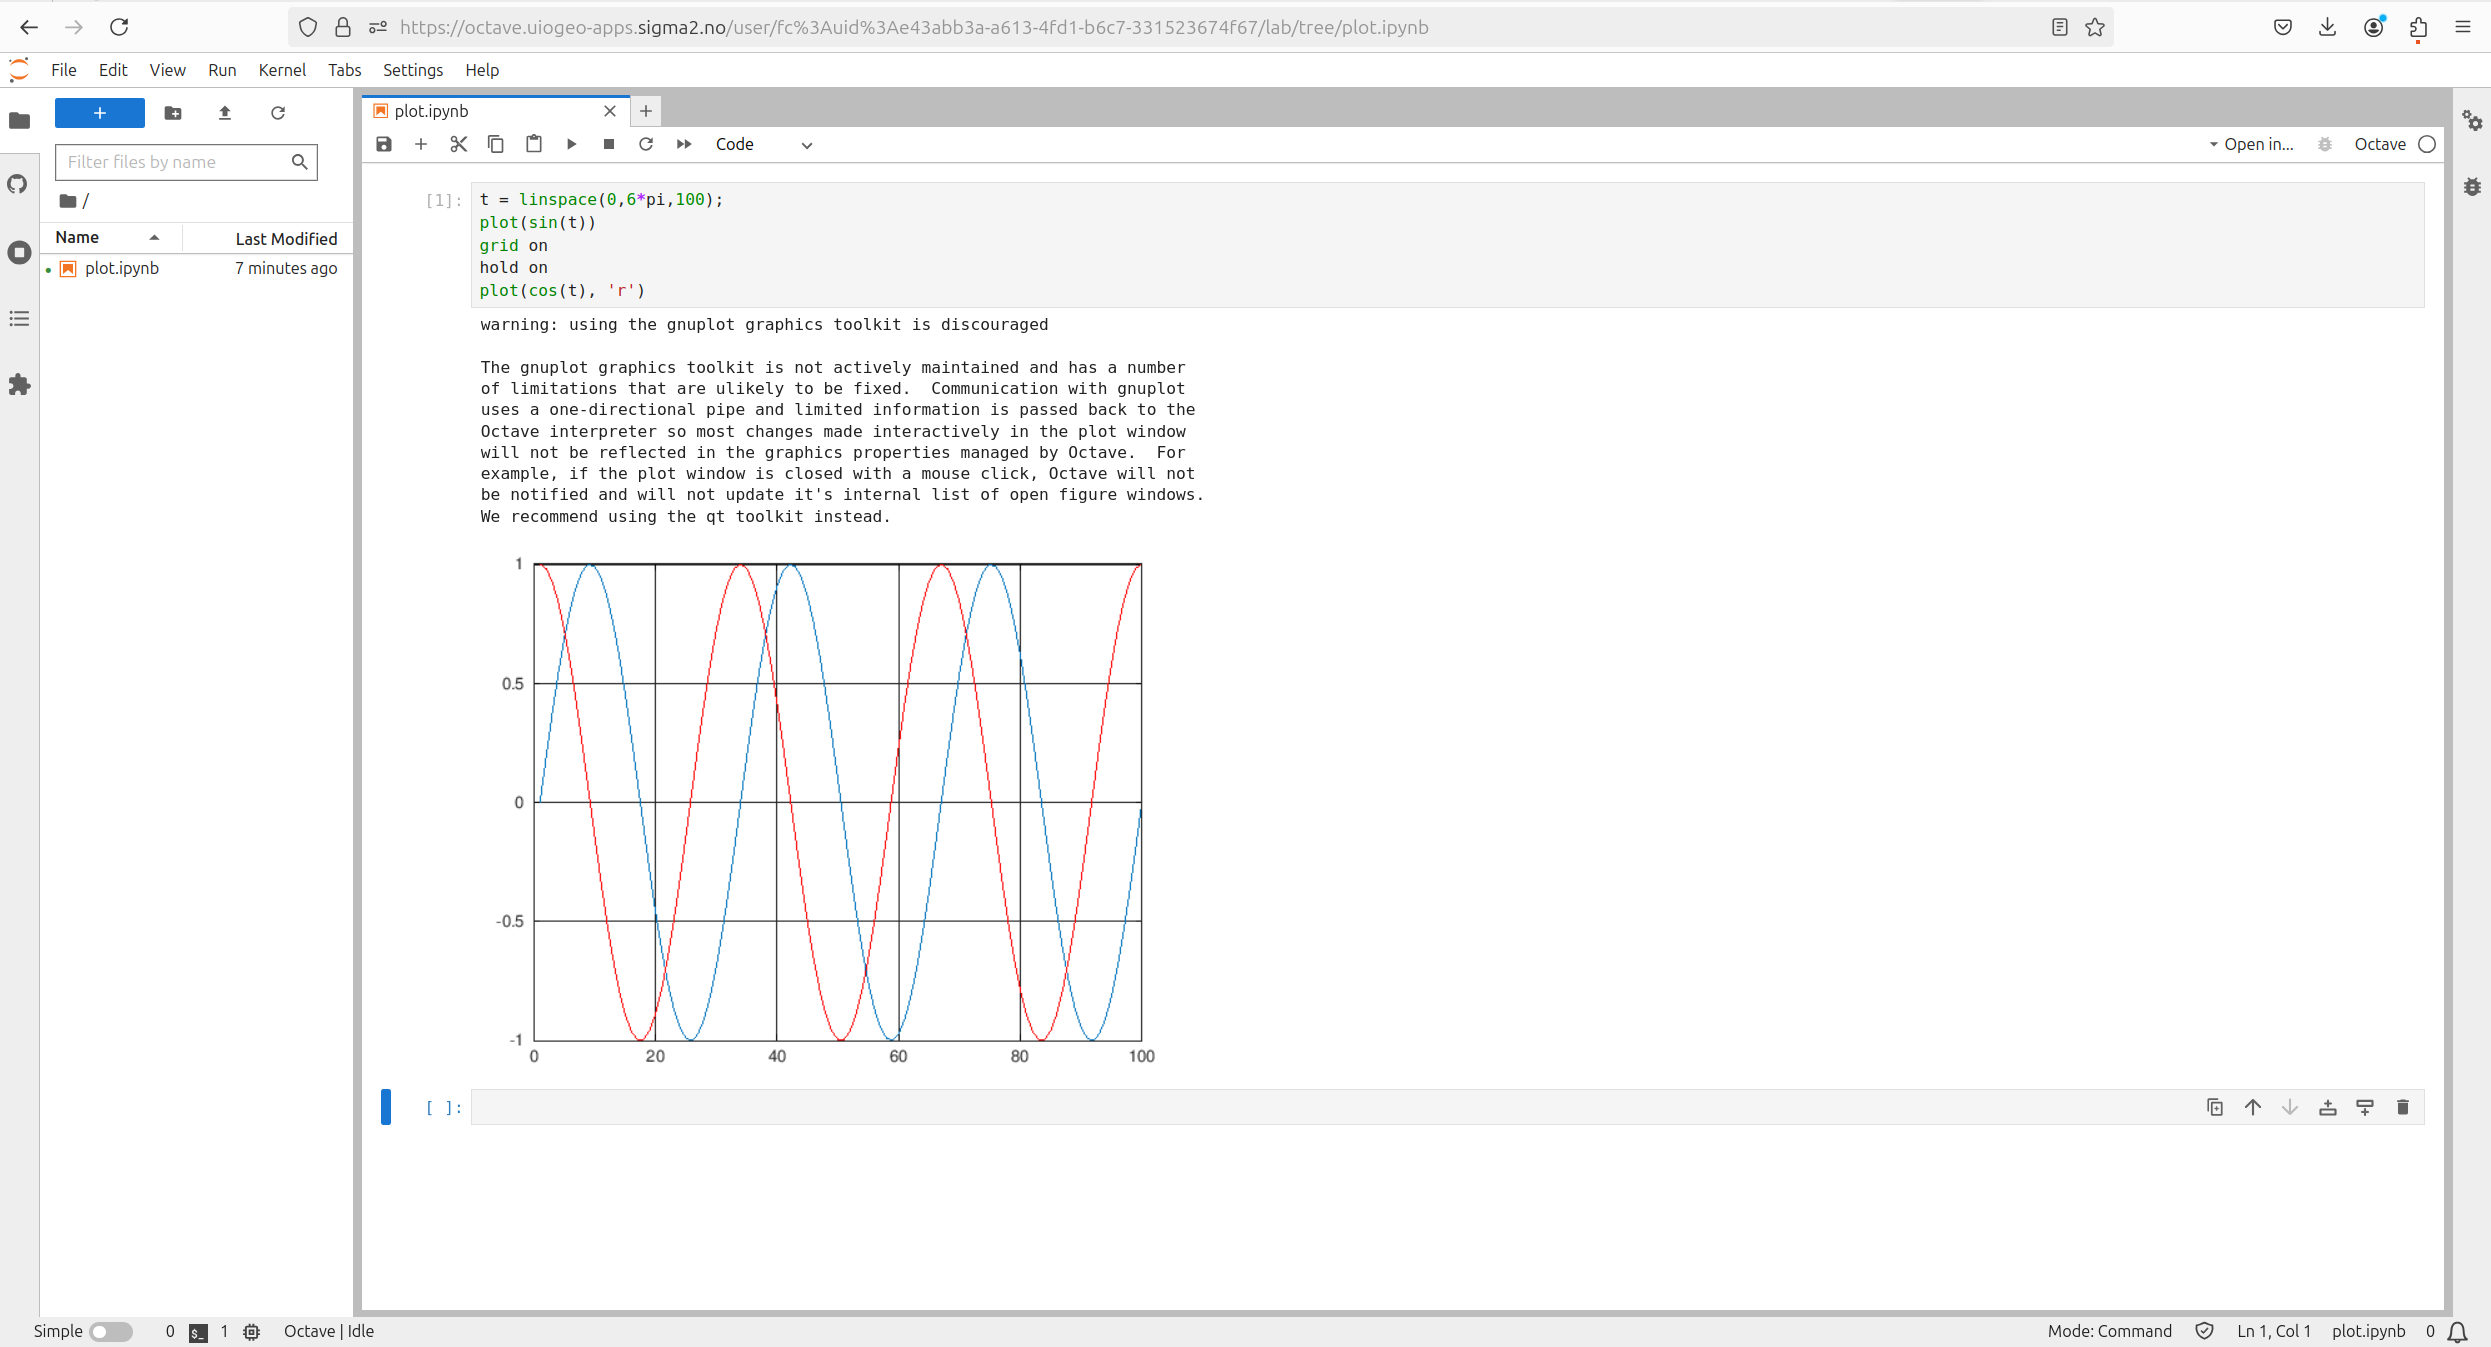 https://octave.uiogeo-apps.sigma2.no/user/fc%3Auid%3Ae43abb3a-a613-4fd1-b6c7-331523674f67/lab/tree/plot.ipynb
File Edit View Run Kernel Tabs Settings Help
plot.ipynb
Code
Open in...
Octave
Filter files by name
/
Name
Last Modified
plot.ipynb
7 minutes ago
[1]:
t = linspace(0,6*pi,100);
plot(sin(t))
grid on
hold on
plot(cos(t), 'r')
warning: using the gnuplot graphics toolkit is discouraged
The gnuplot graphics toolkit is not actively maintained and has a number
of limitations that are ulikely to be fixed.  Communication with gnuplot
uses a one-directional pipe and limited information is passed back to the
Octave interpreter so most changes made interactively in the plot window
will not be reflected in the graphics properties managed by Octave.  For
example, if the plot window is closed with a mouse click, Octave will not
be notified and will not update it's internal list of open figure windows.
We recommend using the qt toolkit instead.
1
0.5
0
-0.5
-1
0 20 40 60 80 100
[ ]:
Simple
0
$_
1
Octave | Idle
Mode: Command
Ln 1, Col 1
plot.ipynb
0